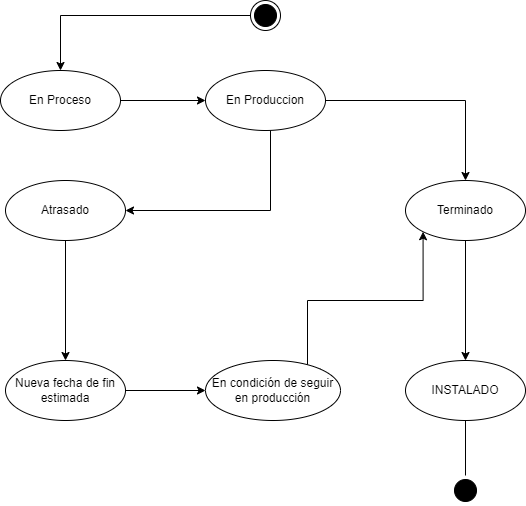 En Proceso
En Produccion
Atrasado
Terminado
Nueva fecha de fin
estimada
En condición de seguir
en producción
INSTALADO